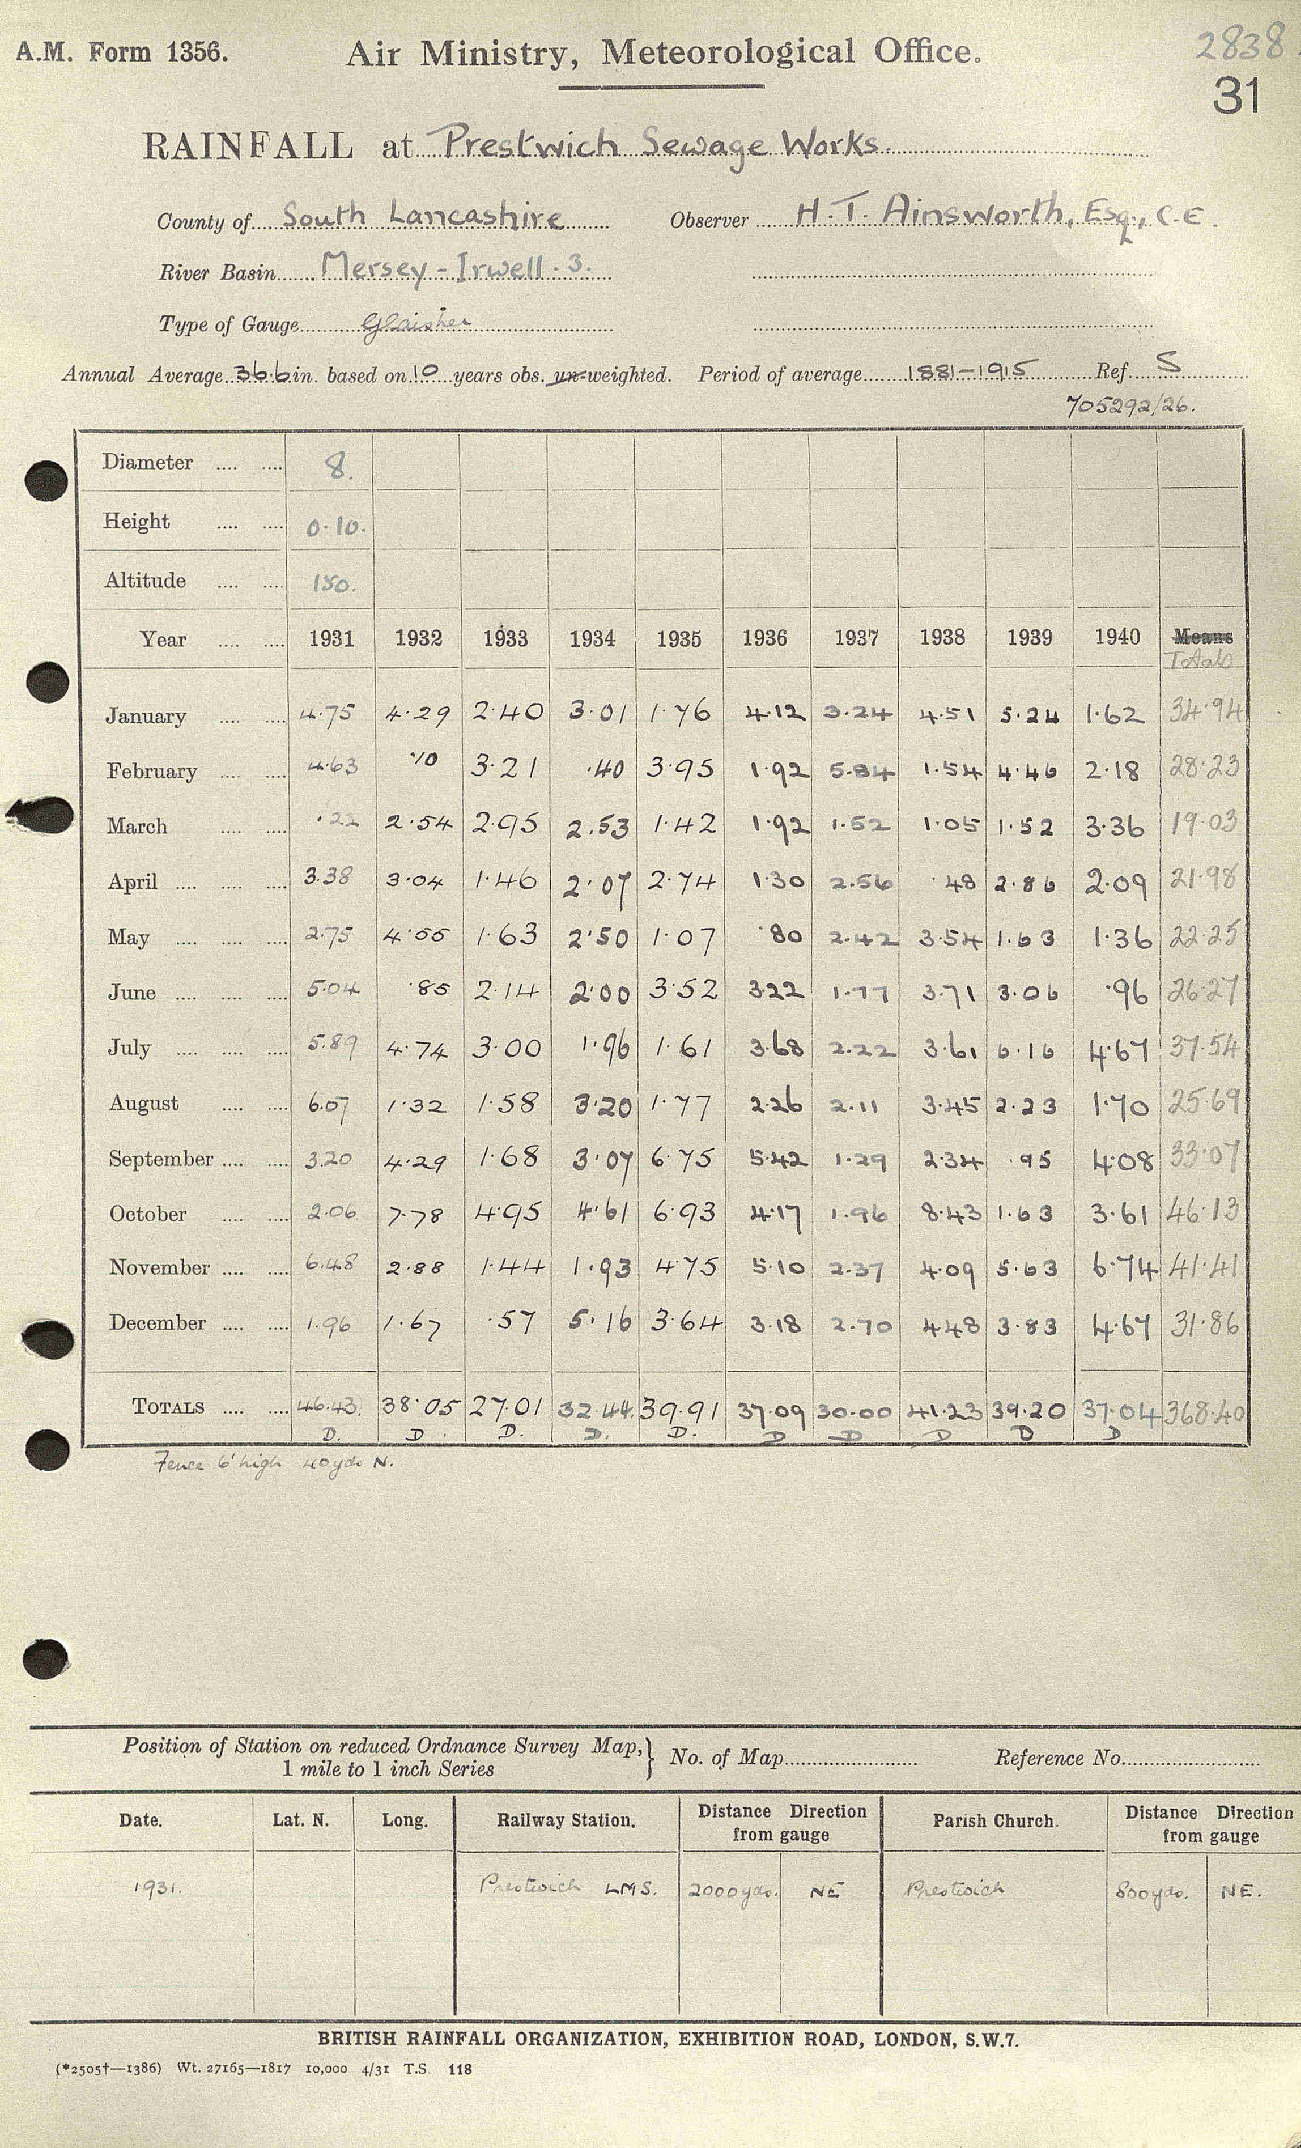 2838
A.M. Form 1356. Air Ministry, Meteorological Office.
31
RAINFALL at Prestwich Sewage Works.
County of South Lancashire Observer H. T. Ainsworth, Esq., C.E.
River Basin Mersey - Irwell . 3.
Type of Gauge Glaisher
Annual Average 36.6 in. based on 10 years obs. un-weighted. Period of average 1881-1915 Ref. S
705292/26.
Diameter .... .... 8.
Height .... .... 0.10.
Altitude .... .... 150.
Year .... .... 1931 1932 1933 1934 1935 1936 1937 1938 1939 1940 Means
Totals
January .... .... 4.75 4.29 2.40 3.01 1.76 4.12 3.24 4.51 5.24 1.62 34.94
February .... .... 4.63 .10 3.21 .40 3.95 1.92 5.84 1.54 4.46 2.18 28.23
March .... .... .22 2.54 2.95 2.53 1.42 1.92 1.52 1.05 1.52 3.36 19.03
April .... .... .... 3.38 3.04 1.46 2.07 2.74 1.30 2.56 .48 2.86 2.09 21.98
May .... .... .... 2.75 4.55 1.63 2.50 1.07 .80 2.42 3.54 1.63 1.36 22.25
June .... .... .... 5.04 .85 2.14 2.00 3.52 3.22 1.77 3.71 3.06 .96 26.27
July .... .... .... 5.89 4.74 3.00 1.96 1.61 3.68 2.22 3.61 6.16 4.67 37.54
August .... .... 6.07 1.32 1.58 3.20 1.77 2.26 2.11 3.45 2.23 1.70 25.69
September .... .... 3.20 4.29 1.68 3.07 6.75 5.42 1.29 2.34 .95 4.08 33.07
October .... .... 2.06 7.78 4.95 4.61 6.93 4.17 1.96 8.43 1.63 3.61 46.13
November .... .... 6.48 2.88 1.44 1.93 4.75 5.10 2.37 4.09 5.63 6.74 41.41
December .... .... 1.96 1.67 .57 5.16 3.64 3.18 2.70 4.48 3.83 4.67 31.86
TOTALS .... .... 46.43 38.05 27.01 32.44 39.91 37.09 30.00 41.23 39.20 37.04 368.40
D. D. D. D. D. D D D D D
Fence 6' high 40 yds N.
Position of Station on reduced Ordnance Survey Map, } No. of Map Reference No.
1 mile to 1 inch Series
Date. Lat. N. Long. Railway Station. Distance Direction from gauge Parish Church. Distance Direction from gauge
1931. Prestwich LMS. 2000 yds. NE Prestwich 800 yds. NE.
BRITISH RAINFALL ORGANIZATION, EXHIBITION ROAD, LONDON, S.W.7.
(*2505†—1386) Wt. 27165—1817 10,000 4/31 T.S. 118